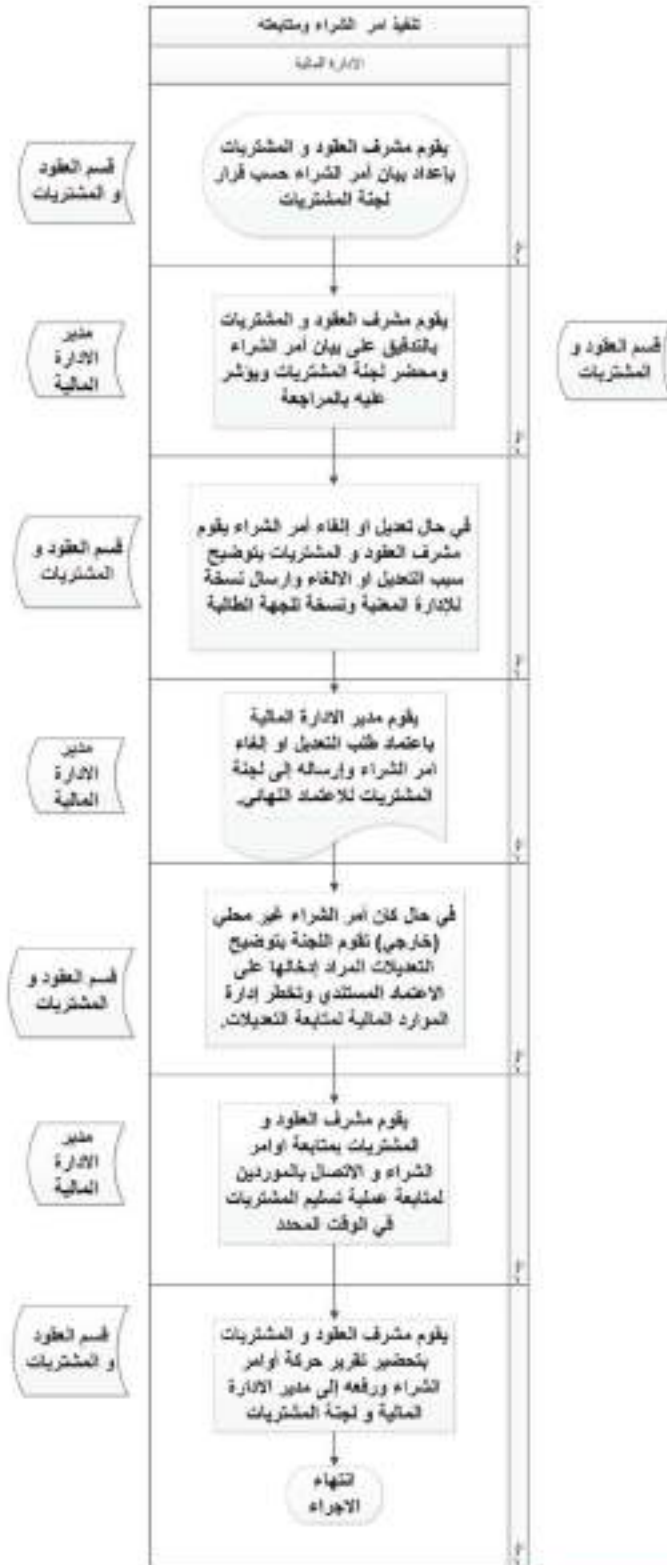 تنفيذ امر الشراء ومتابعته
الادارة المالية
يقوم مشرف العقود و المشتريات
بإعداد بيان أمر الشراء حسب قرار
لجنة المشتريات
قسم العقود
و المشتريات
يقوم مشرف العقود و المشتريات
بالتدقيق على بيان أمر الشراء
ومحضر لجنة المشتريات ويؤشر
عليه بالمراجعة
قسم العقود و
المشتريات
مدير
الادارة
المالية
في حال تعديل او إلغاء أمر الشراء يقوم
مشرف العقود و المشتريات بتوضيح
سبب التعديل او الالغاء وارسال نسخة
للإدارة المعنية ونسخة للجهة الطالبة
قسم العقود و
المشتريات
يقوم مدير الادارة المالية
باعتماد طلب التعديل او إلغاء
امر الشراء وإرساله إلى لجنة
المشتريات للاعتماد النهائي.
مدير
الادارة
المالية
في حال كان أمر الشراء غير محلي
(خارجي) تقوم اللجنة بتوضيح
التعديلات المراد إدخالها على
الاعتماد المستندي وتخطر إدارة
الموارد المالية لمتابعة التعديلات.
قسم العقود و
المشتريات
يقوم مشرف العقود و
المشتريات بمتابعة اوامر
الشراء و الاتصال بالموردين
لمتابعة عملية تسليم المشتريات
في الوقت المحدد
مدير
الادارة
المالية
يقوم مشرف العقود و المشتريات
بتحضير تقرير حركة أوامر
الشراء ورفعه إلى مدير الادارة
المالية و لجنة المشتريات
قسم العقود
و المشتريات
انتهاء
الاجراء